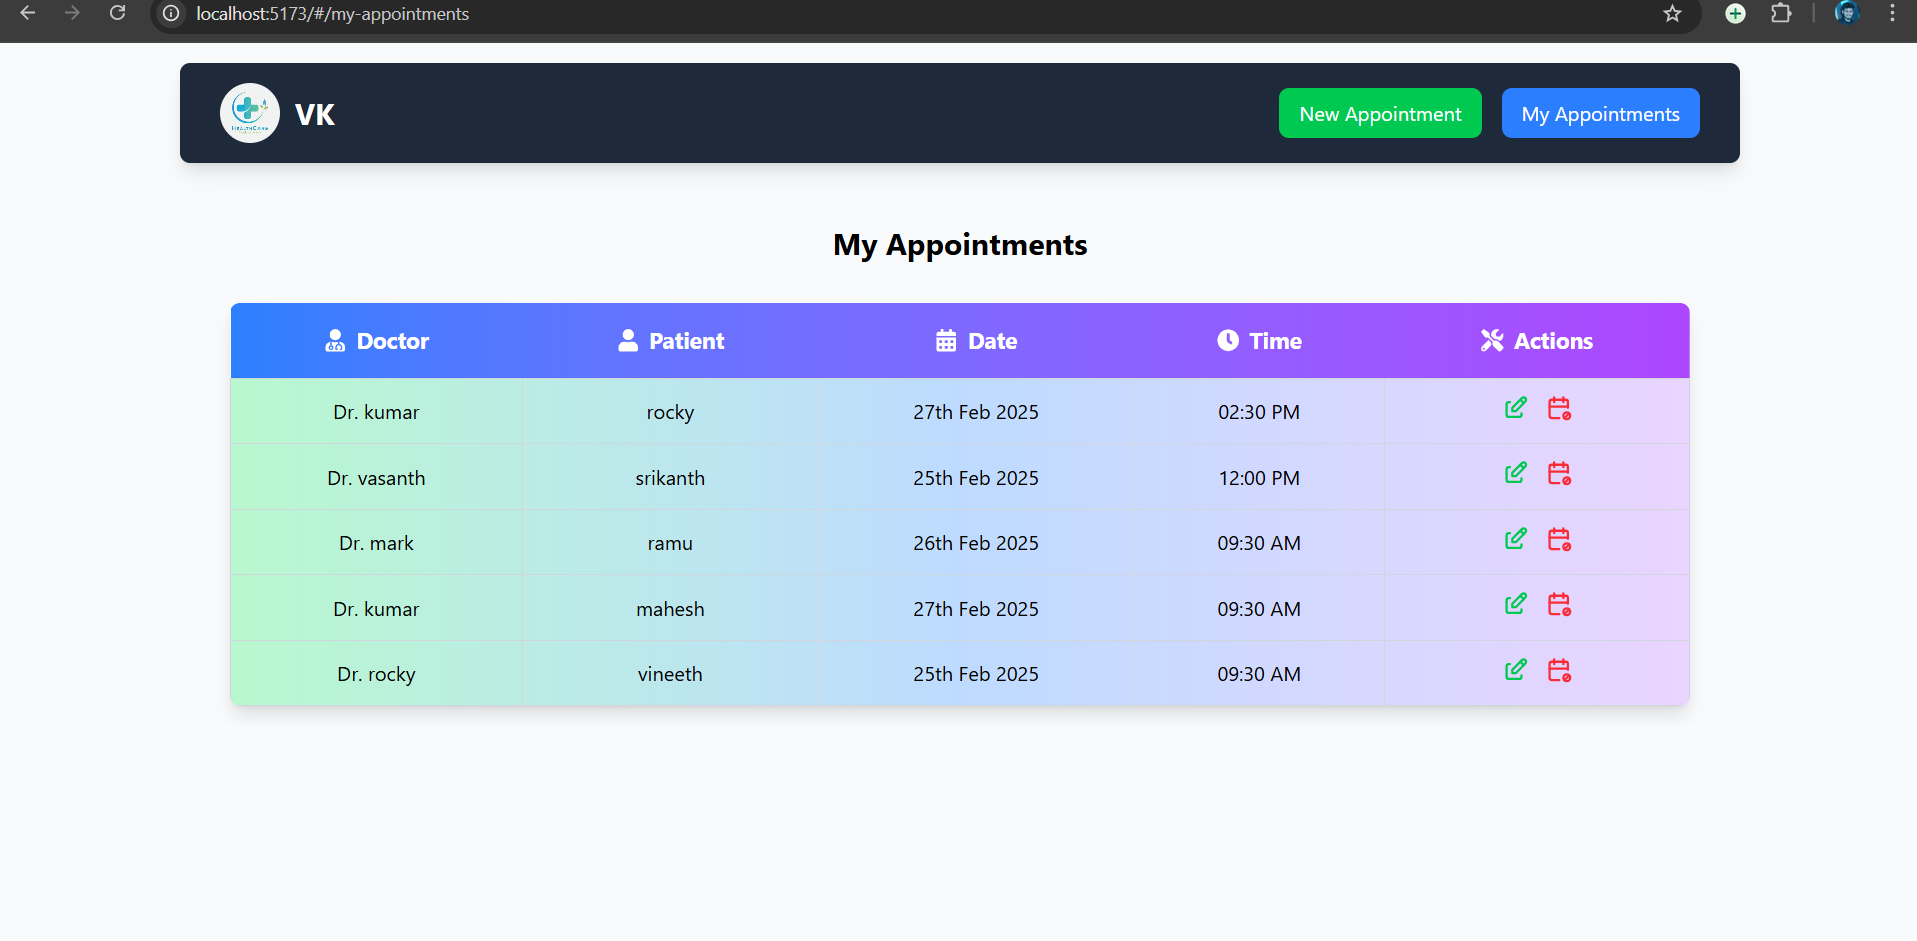 localhost:5173/#/my-appointments
HEALTHCARE
VK
New Appointment
My Appointments
My Appointments
Doctor Patient Date Time Actions
Dr. kumar rocky 27th Feb 2025 02:30 PM
Dr. vasanth srikanth 25th Feb 2025 12:00 PM
Dr. mark ramu 26th Feb 2025 09:30 AM
Dr. kumar mahesh 27th Feb 2025 09:30 AM
Dr. rocky vineeth 25th Feb 2025 09:30 AM